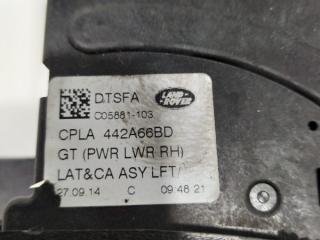 DTSFA
LAND-
ROVER
C05881-103
CPLA 442A66BD
GT (PWR LWR RH)
LAT&CA ASY LFT/
27.09.14 C 09:48:21